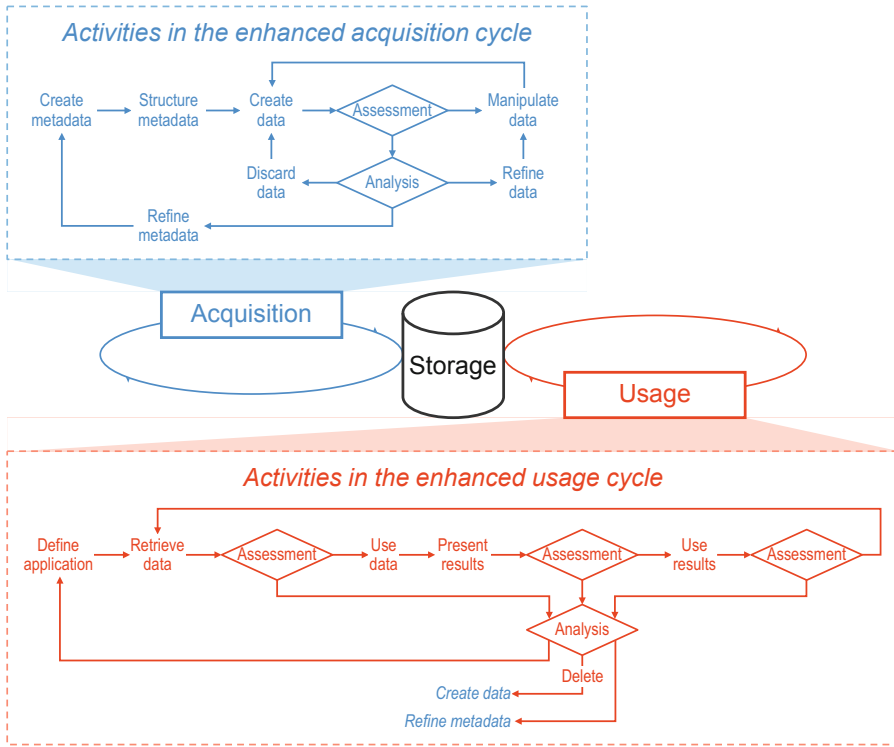 Activities in the enhanced acquisition cycle
Create
metadata
Structure
metadata
Create
data
Assessment
Manipulate
data
Discard
data
Analysis
Refine
data
Refine
metadata
Acquisition
Storage
Usage
Activities in the enhanced usage cycle
Define
application
Retrieve
data
Assessment
Use
data
Present
results
Assessment
Use
results
Assessment
Analysis
Delete
Create data
Refine metadata